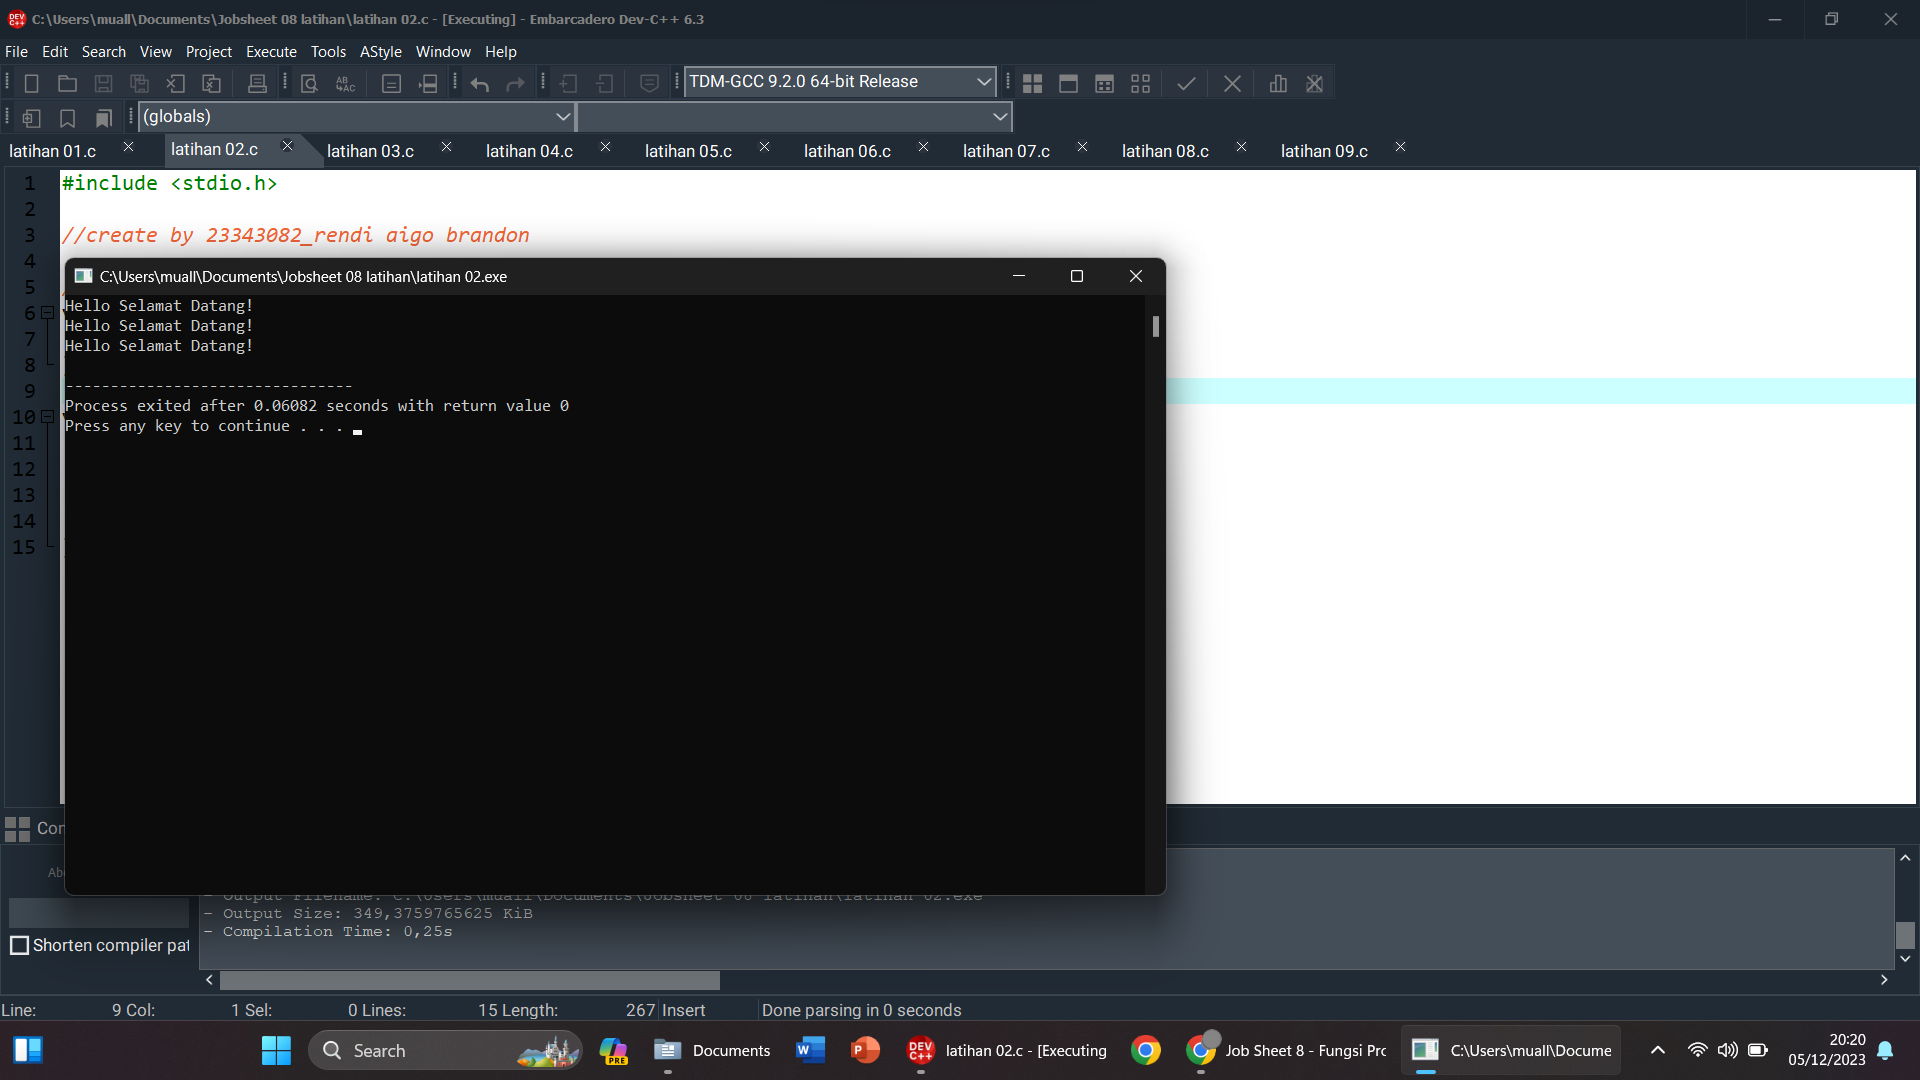 C:\Users\muall\Documents\Jobsheet 08 latihan\latihan 02.c - [Executing] - Embarcadero Dev-C++ 6.3
File Edit Search View Project Execute Tools AStyle Window Help
TDM-GCC 9.2.0 64-bit Release
(globals)
latihan 01.c latihan 02.c latihan 03.c latihan 04.c latihan 05.c latihan 06.c latihan 07.c latihan 08.c latihan 09.c
1 #include <stdio.h>
2
3 //create by 23343082_rendi aigo brandon
4
5
6
7
8
9
10
11
12
13
14
15
C:\Users\muall\Documents\Jobsheet 08 latihan\latihan 02.exe
Hello Selamat Datang!
Hello Selamat Datang!
Hello Selamat Datang!
--------------------------------
Process exited after 0.06082 seconds with return value 0
Press any key to continue . . .
- Output Filename: C:\Users\muall\Documents\Jobsheet 08 latihan\latihan 02.exe
- Output Size: 349,3759765625 KiB
- Compilation Time: 0,25s
Shorten compiler pat
Line: 9 Col: 1 Sel: 0 Lines: 15 Length: 267 Insert Done parsing in 0 seconds
Search Documents latihan 02.c - [Executing Job Sheet 8 - Fungsi Prc C:\Users\muall\Docume 20:20
05/12/2023